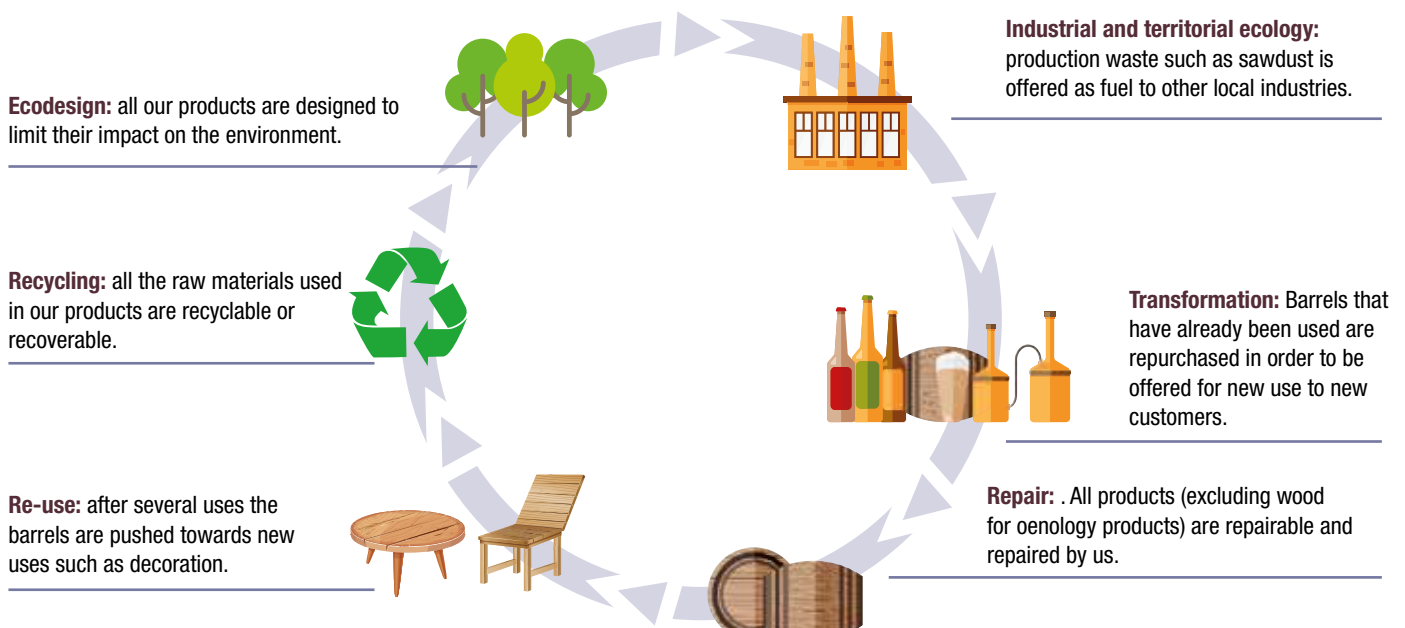 Ecodesign: all our products are designed to
limit their impact on the environment.
Industrial and territorial ecology:
production waste such as sawdust is
offered as fuel to other local industries.
Transformation: Barrels that
have already been used are
repurchased in order to be
offered for new use to new
customers.
Repair: . All products (excluding wood
for oenology products) are repairable and
repaired by us.
Re-use: after several uses the
barrels are pushed towards new
uses such as decoration.
Recycling: all the raw materials used
in our products are recyclable or
recoverable.